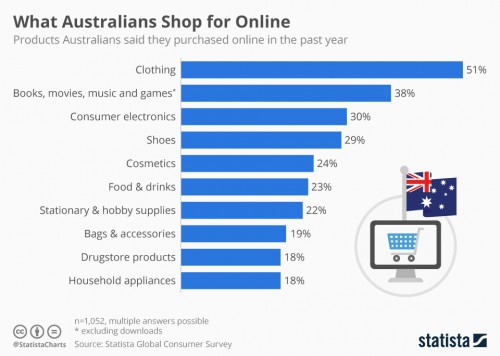 What Australians Shop for Online
Products Australians said they purchased online in the past year
Clothing 51%
Books, movies, music and games* 38%
Consumer electronics 30%
Shoes 29%
Cosmetics 24%
Food & drinks 23%
Stationary & hobby supplies 22%
Bags & accessories 19%
Drugstore products 18%
Household appliances 18%
n=1,052, multiple answers possible
* excluding downloads
@StatistaCharts Source: Statista Global Consumer Survey
statista